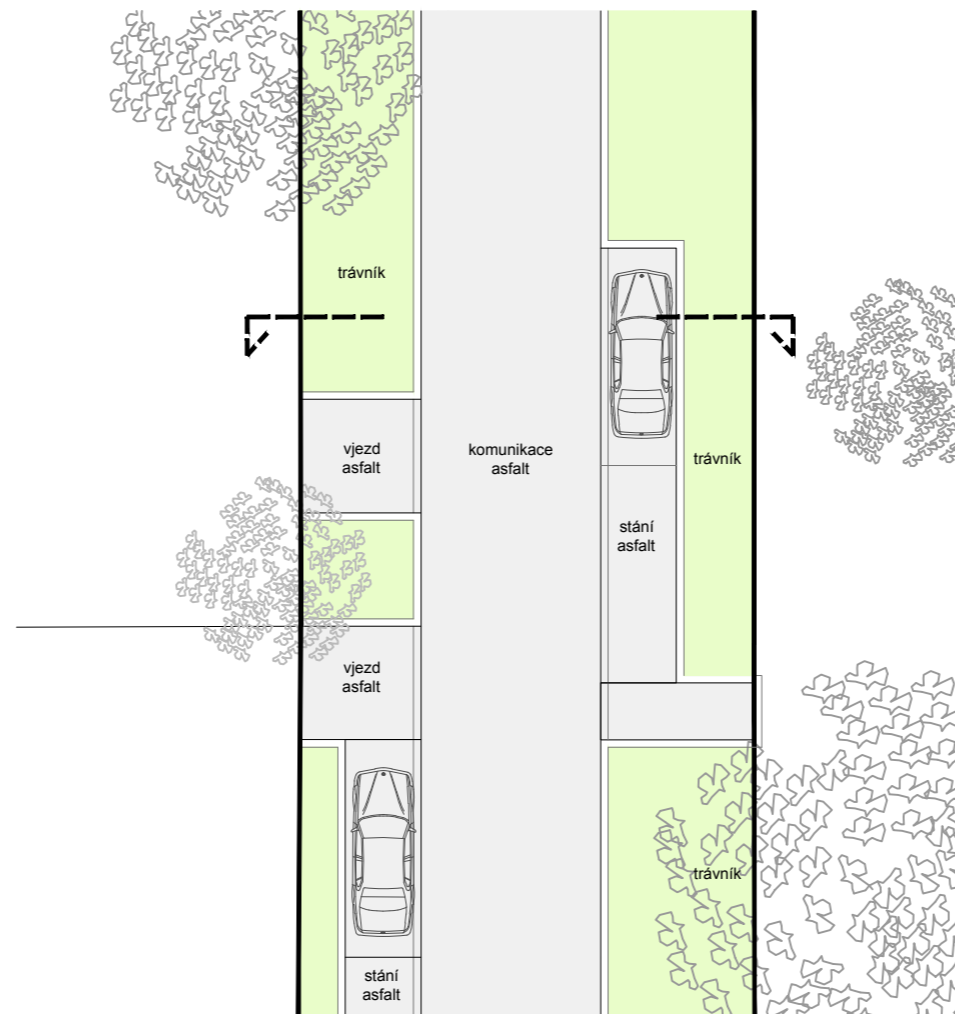 trávník
vjezd
asfalt
komunikace
asfalt
trávník
stání
asfalt
vjezd
asfalt
trávník
stání
asfalt